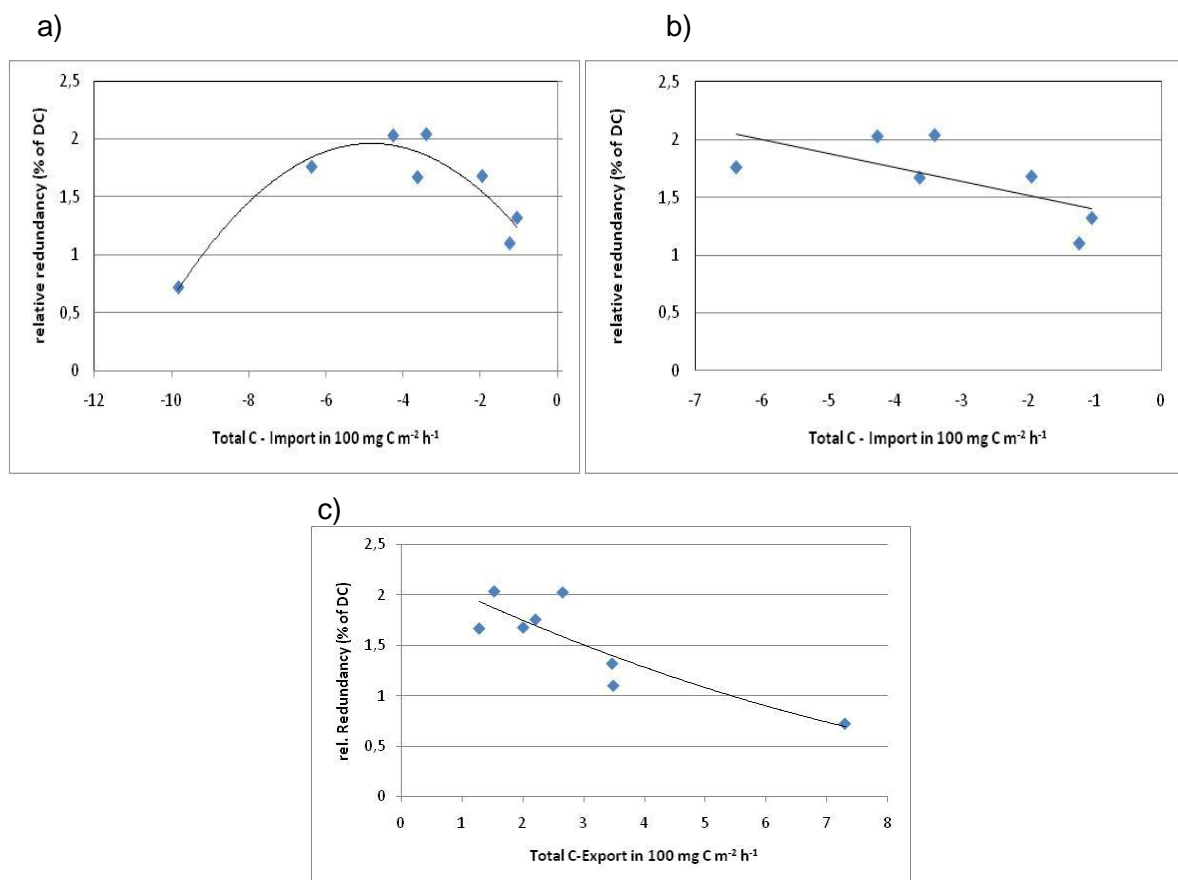 a)
relative redundancy (% of DC)
2,5
2
1,5
1
0,5
0
-12 -10 -8 -6 -4 -2 0
Total C - Import in 100 mg C m⁻² h⁻¹
b)
relative redundancy (% of DC)
2,5
2
1,5
1
0,5
0
-7 -6 -5 -4 -3 -2 -1 0
Total C - Import in 100 mg C m⁻² h⁻¹
c)
rel. Redundancy (% of DC)
2,5
2
1,5
1
0,5
0
0 1 2 3 4 5 6 7 8
Total C-Export in 100 mg C m⁻² h⁻¹